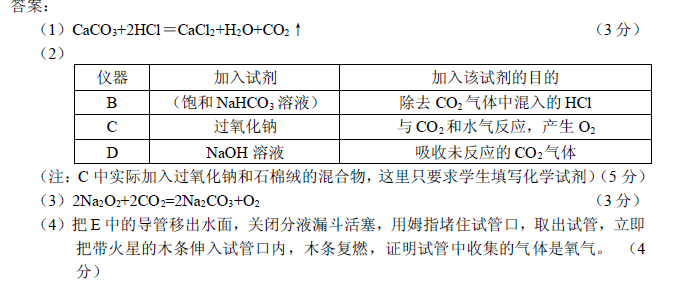 答案：
（1）CaCO₃+2HCl＝CaCl₂+H₂O+CO₂↑ （3 分）
（2）
仪器 加入试剂 加入该试剂的目的
B （饱和 NaHCO₃ 溶液） 除去 CO₂ 气体中混入的 HCl
C 过氧化钠 与 CO₂ 和水气反应，产生 O₂
D NaOH 溶液 吸收未反应的 CO₂ 气体
（注：C 中实际加入过氧化钠和石棉绒的混合物，这里只要求学生填写化学试剂）（5 分）
（3）2Na₂O₂+2CO₂=2Na₂CO₃+O₂ （3 分）
（4）把 E 中的导管移出水面，关闭分液漏斗活塞，用姆指堵住试管口，取出试管，立即
把带火星的木条伸入试管口内，木条复燃，证明试管中收集的气体是氧气。 （4
分）